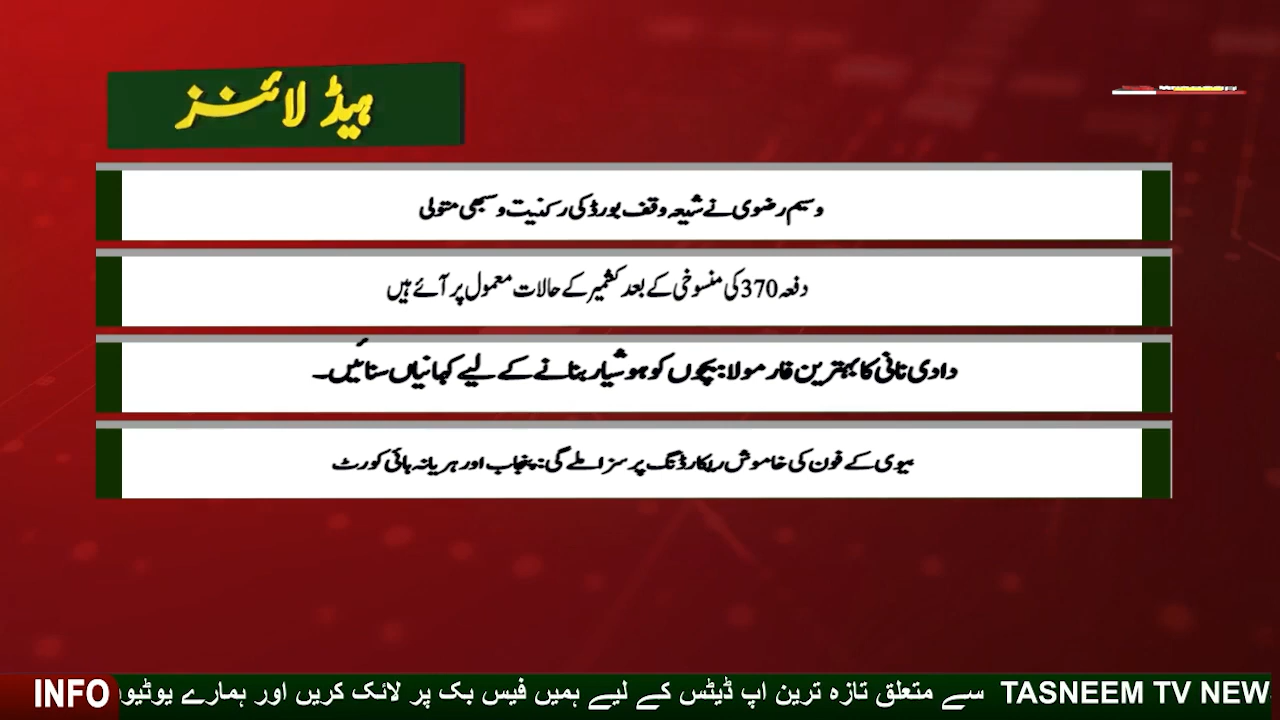 ہیڈ لائنز
وسیم رضوی نے شیعہ وقف بورڈ کی رکنیت و سبھی متولی
دفعہ 370 کی منسوخی کے بعد کشمیر کے حالات معمول پر آئے ہیں
دادی نانی کا بہترین فارمولا: بچوں کو ہوشیار بنانے کے لیے کہانیاں سنائیں۔
بیوی کے فون کی خاموش ریکارڈنگ پر سزا ملے گی: پنجاب اور ہریانہ ہائی کورٹ
INFO
TASNEEM TV NEW سے متعلق تازہ ترین اپ ڈیٹس کے لیے ہمیں فیس بک پر لائک کریں اور ہمارے یوٹیو